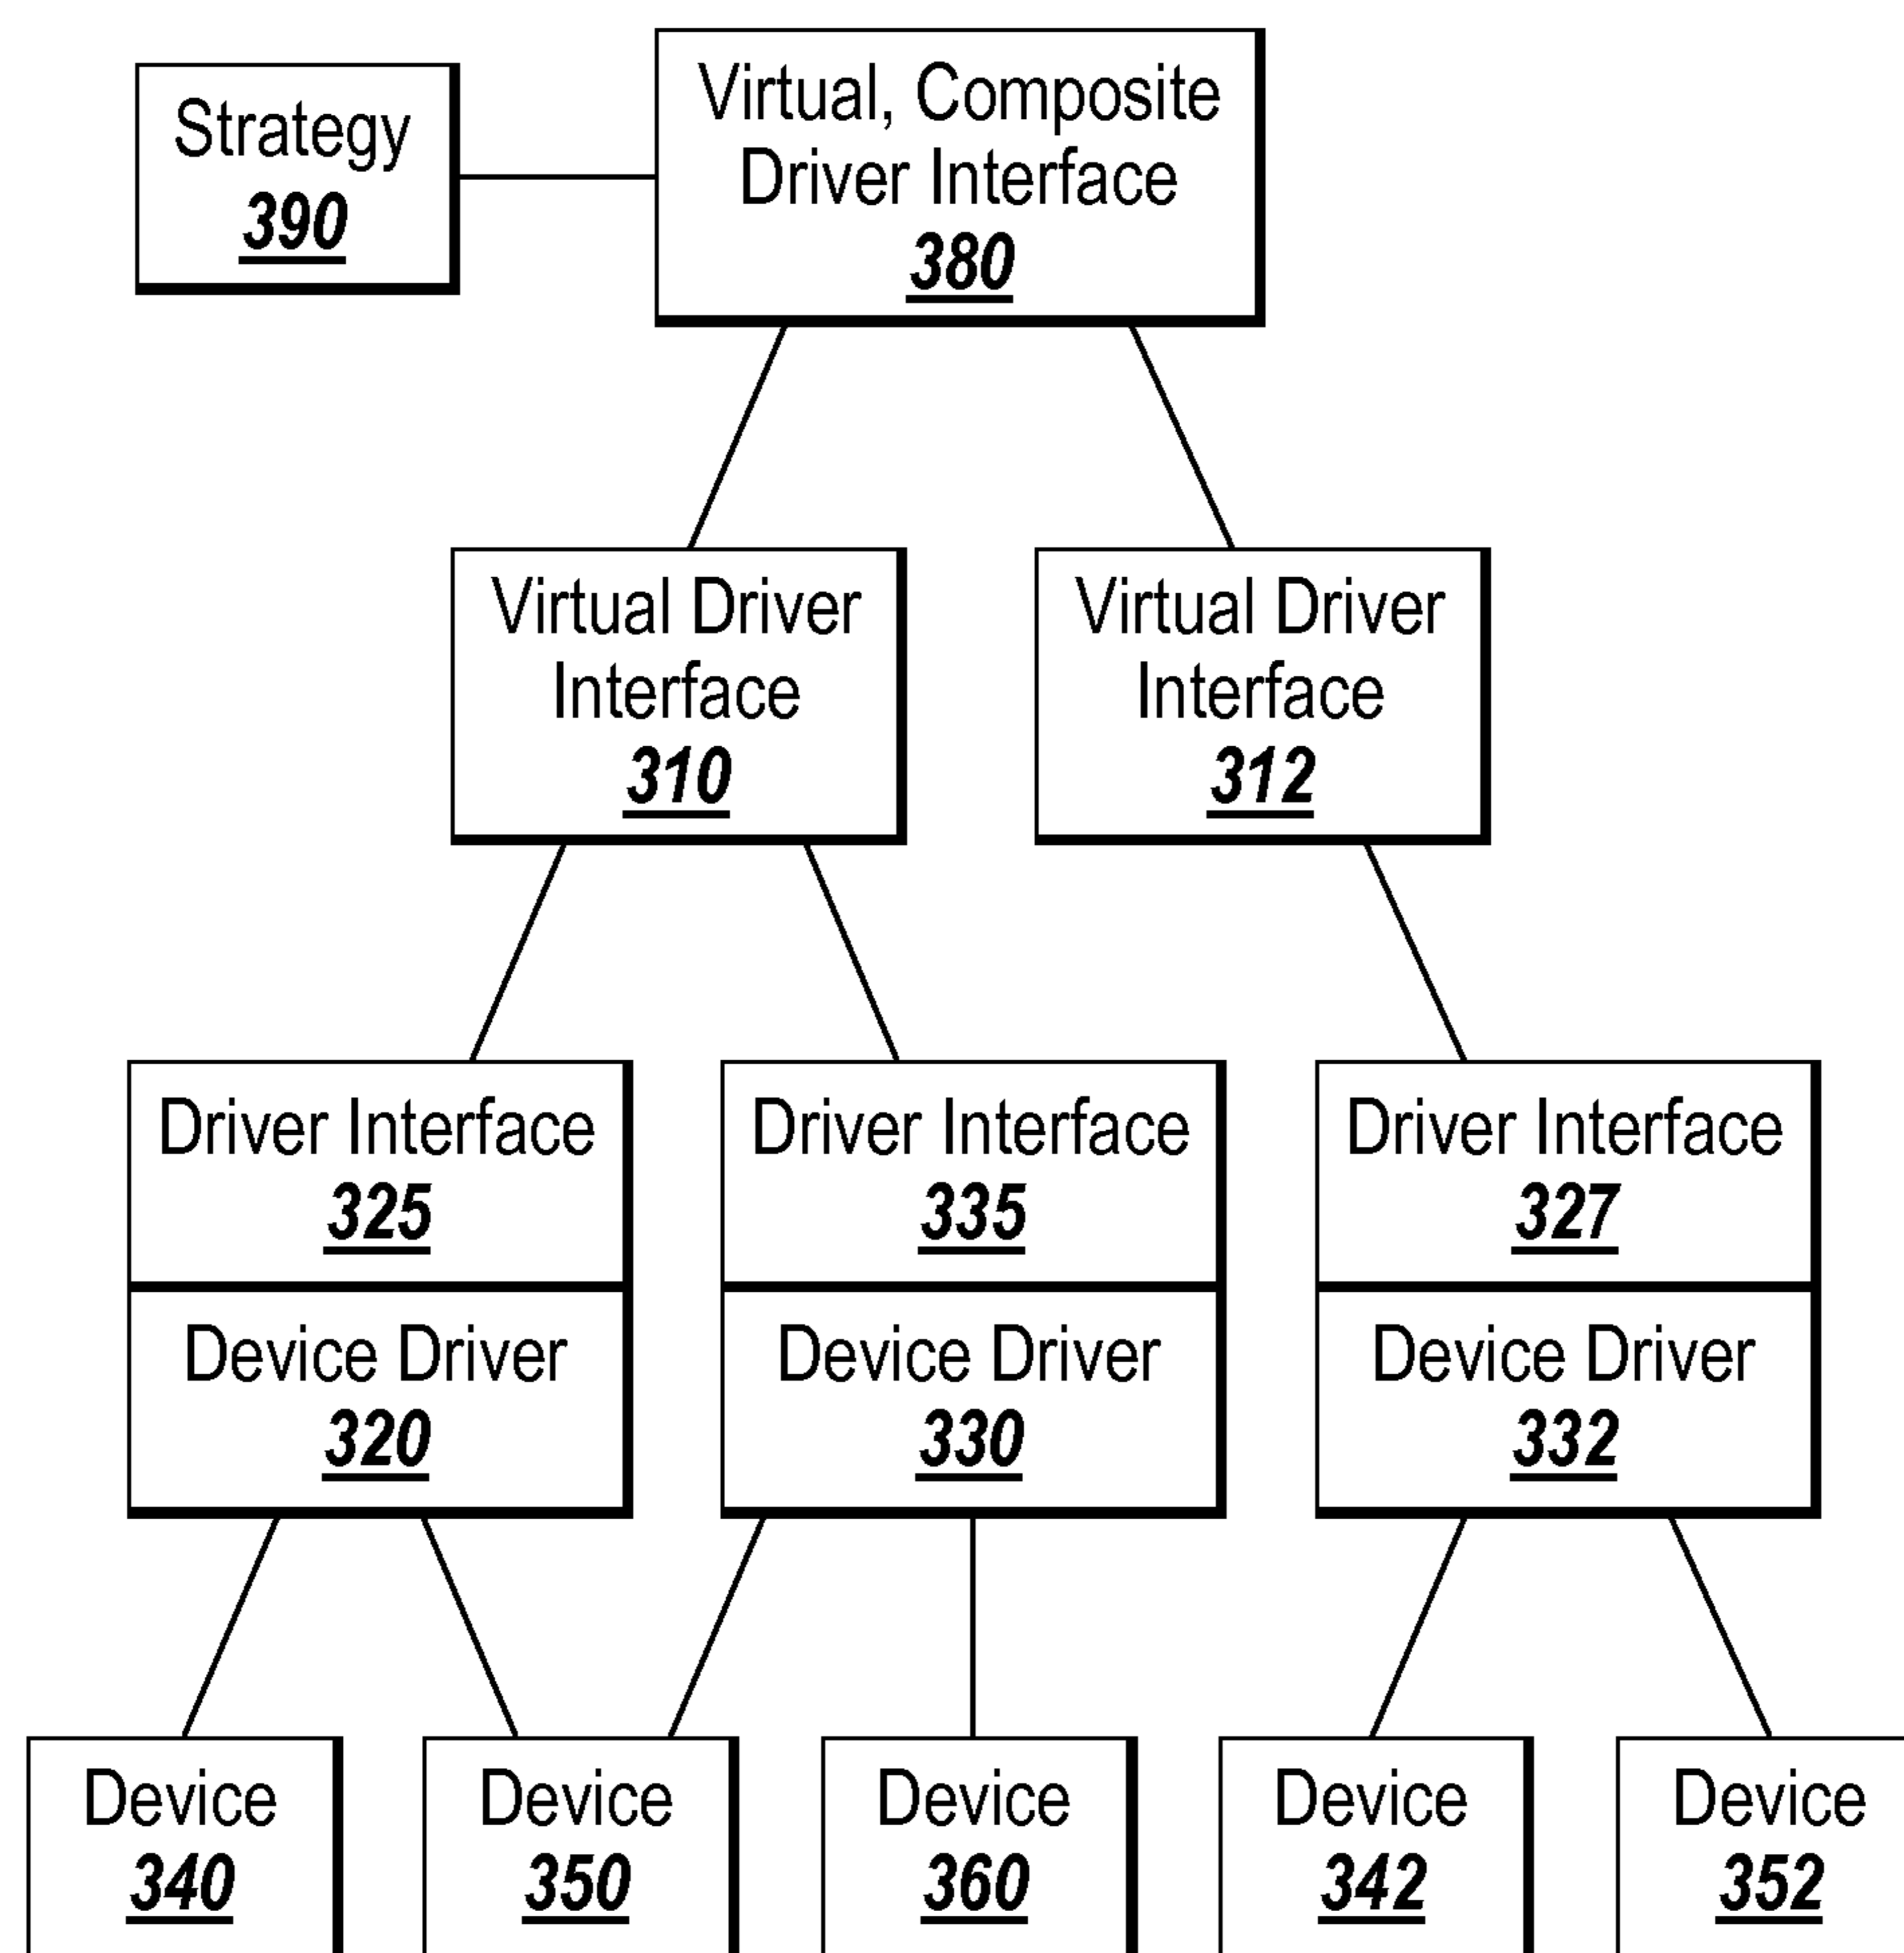 Strategy
390
Virtual, Composite
Driver Interface
380
Virtual Driver
Interface
310
Virtual Driver
Interface
312
Driver Interface
325
Driver Interface
335
Driver Interface
327
Device Driver
320
Device Driver
330
Device Driver
332
Device
340
Device
350
Device
360
Device
342
Device
352